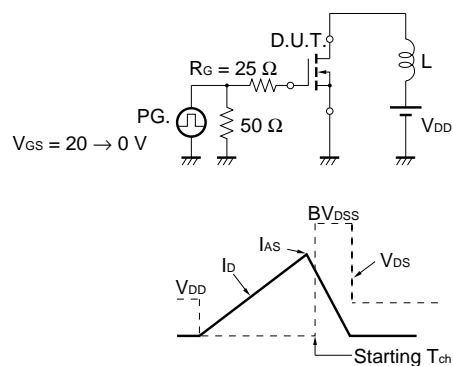 D.U.T.
RG = 25 Ω
L
PG.
50 Ω
VDD
VGS = 20 → 0 V
BVDSS
IAS
ID
VDS
VDD
Starting Tch